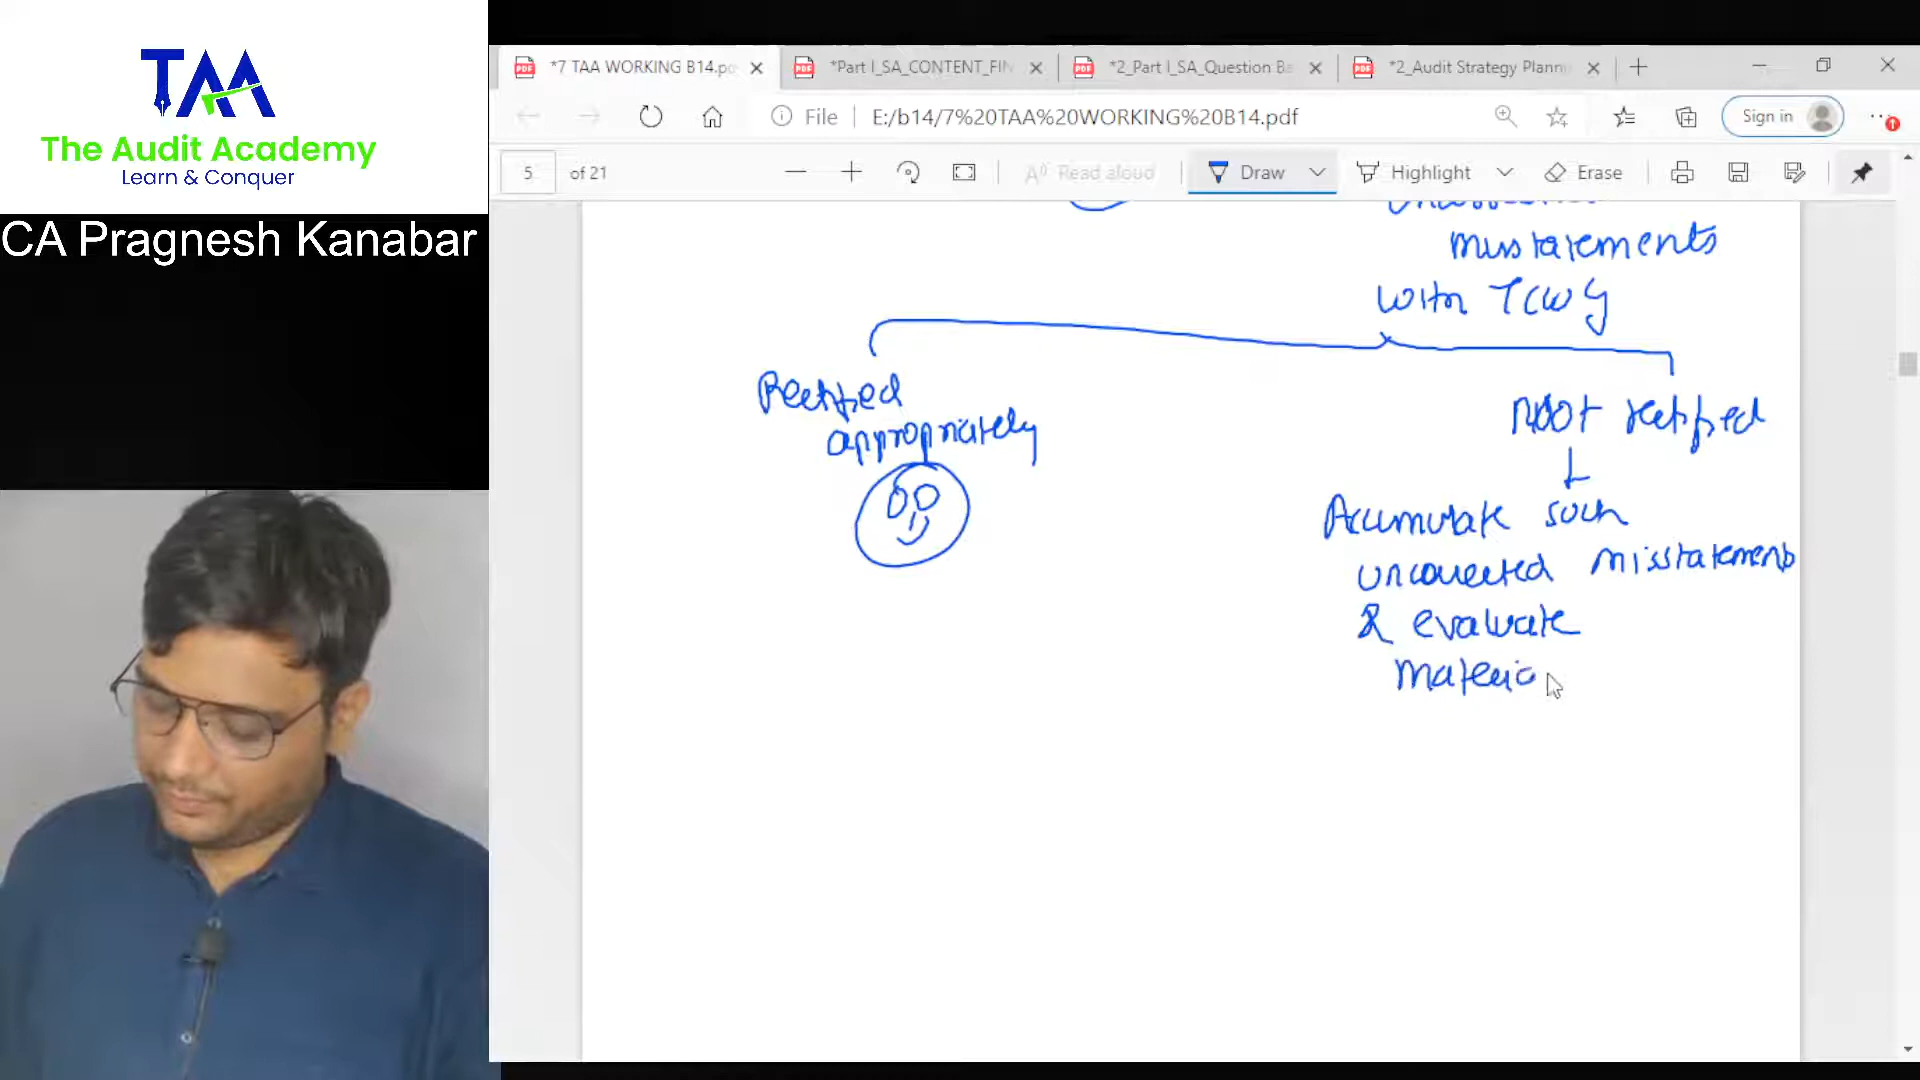 TAA
The Audit Academy
Learn & Conquer
CA Pragnesh Kanabar
*7 TAA WORKING B14.p
*Part I_SA_CONTENT_FIN
*2_Part I_SA_Question Ba
*2_Audit Strategy Plann
File E:/b14/7%20TAA%20WORKING%20B14.pdf
Sign in
5 of 21
Read aloud
Draw
Highlight
Erase
misstatements
with TCWG
Rectified
appropriately
Not rectified
Accumulate such
uncorrected misstatements
& evaluate
materia